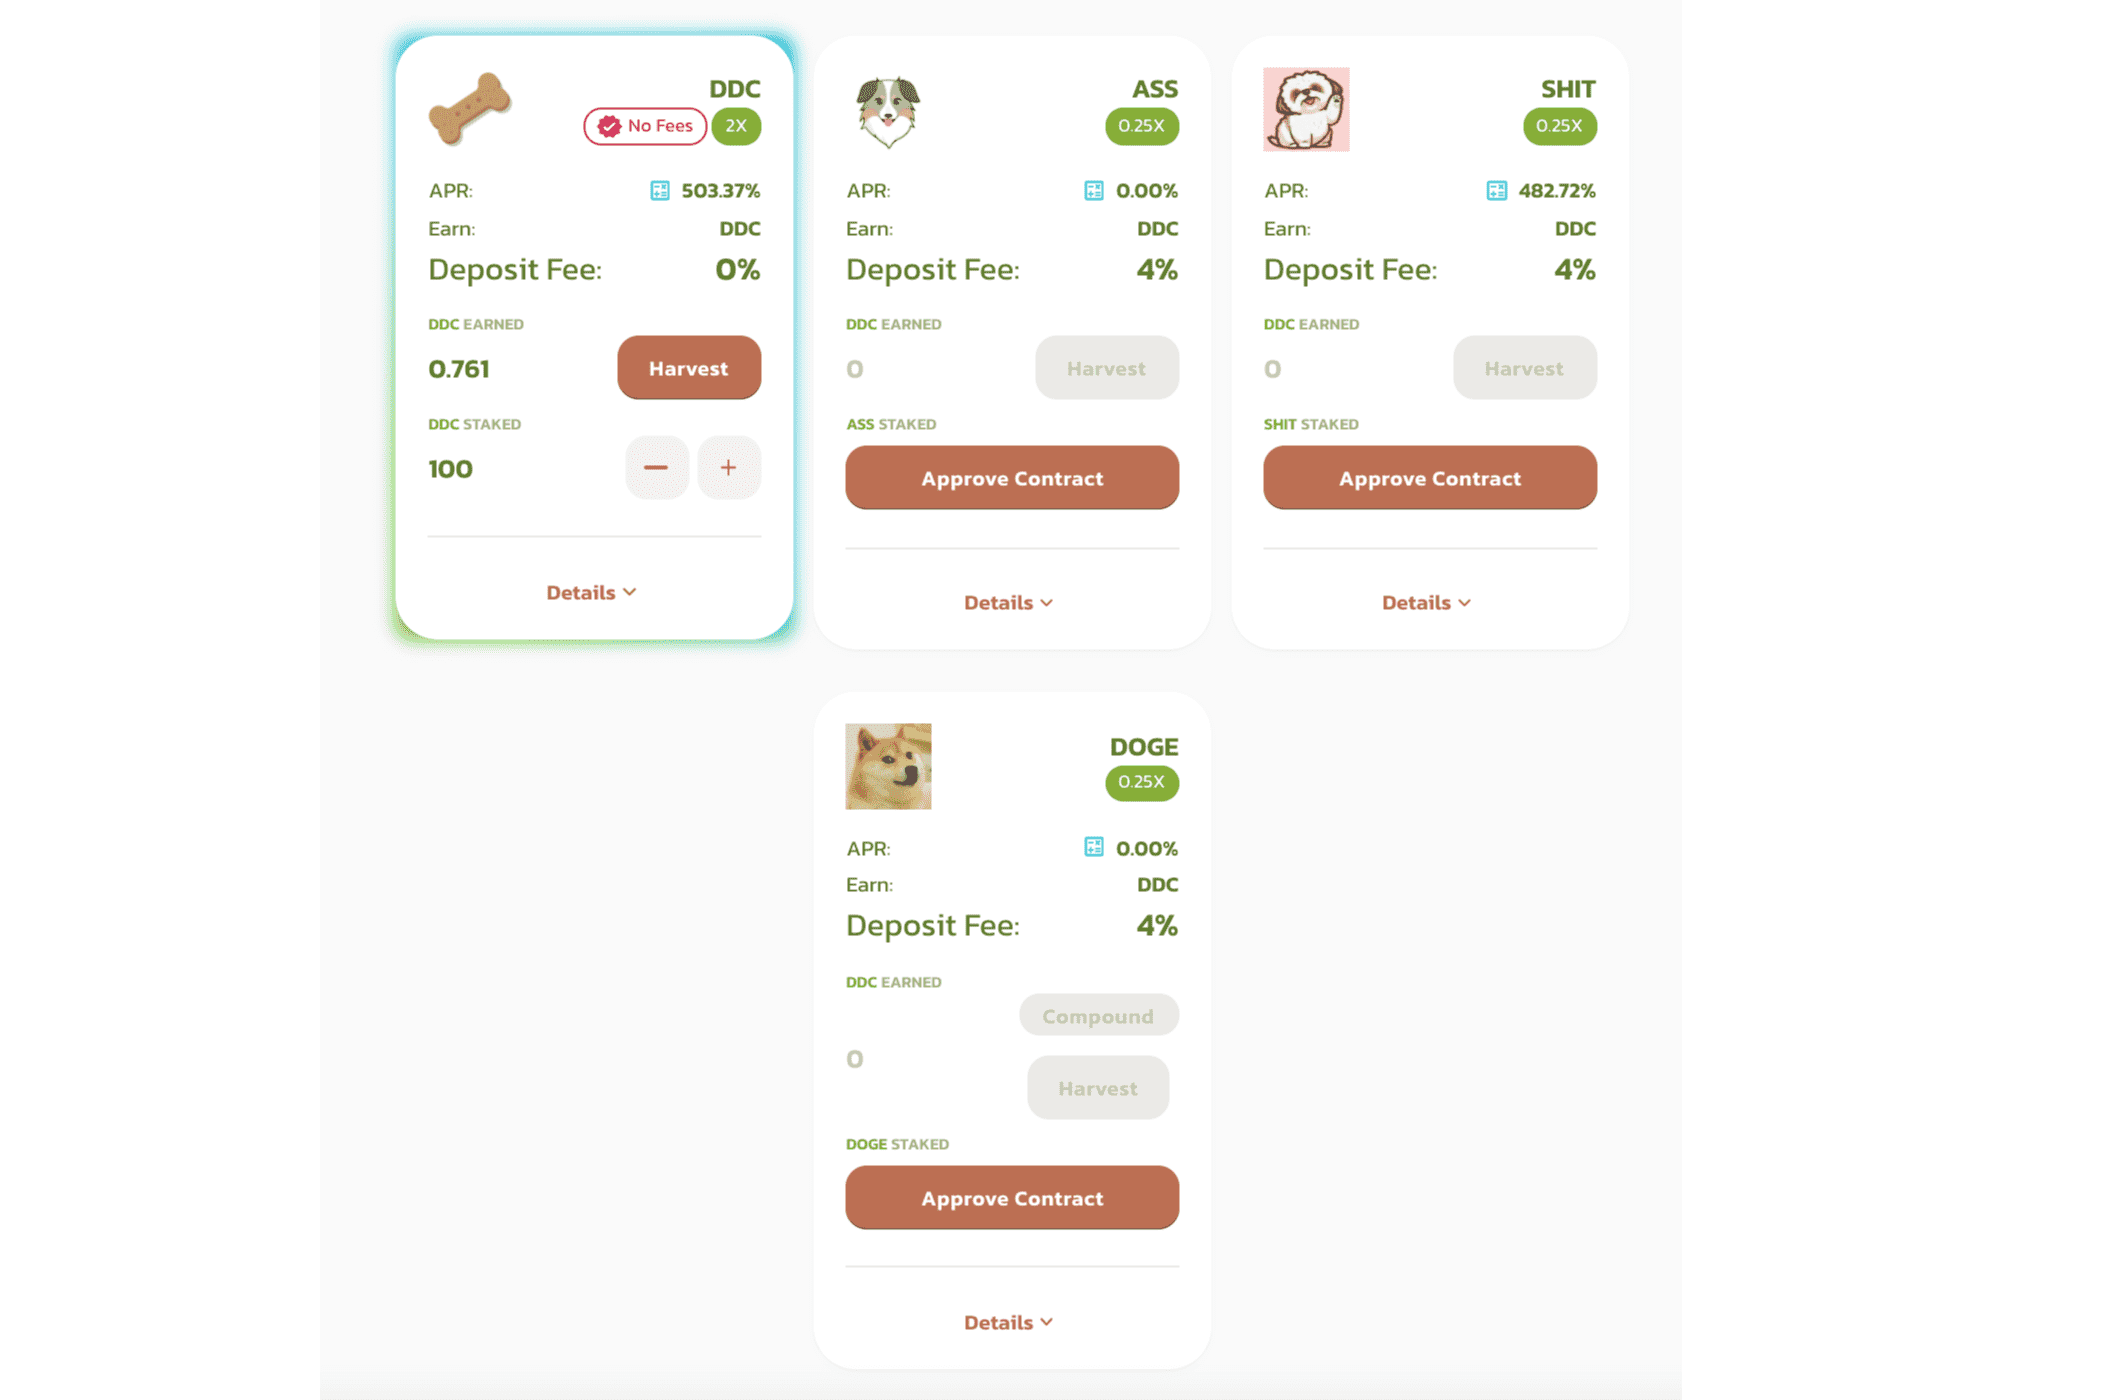 DDC
No Fees 2X
APR: 503.37%
Earn: DDC
Deposit Fee: 0%
DDC EARNED
0.761 Harvest
DDC STAKED
100 − +
Details
ASS
0.25X
APR: 0.00%
Earn: DDC
Deposit Fee: 4%
DDC EARNED
0 Harvest
ASS STAKED
Approve Contract
Details
SHIT
0.25X
APR: 482.72%
Earn: DDC
Deposit Fee: 4%
DDC EARNED
0 Harvest
SHIT STAKED
Approve Contract
Details
DOGE
0.25X
APR: 0.00%
Earn: DDC
Deposit Fee: 4%
DDC EARNED
Compound
0
Harvest
DOGE STAKED
Approve Contract
Details